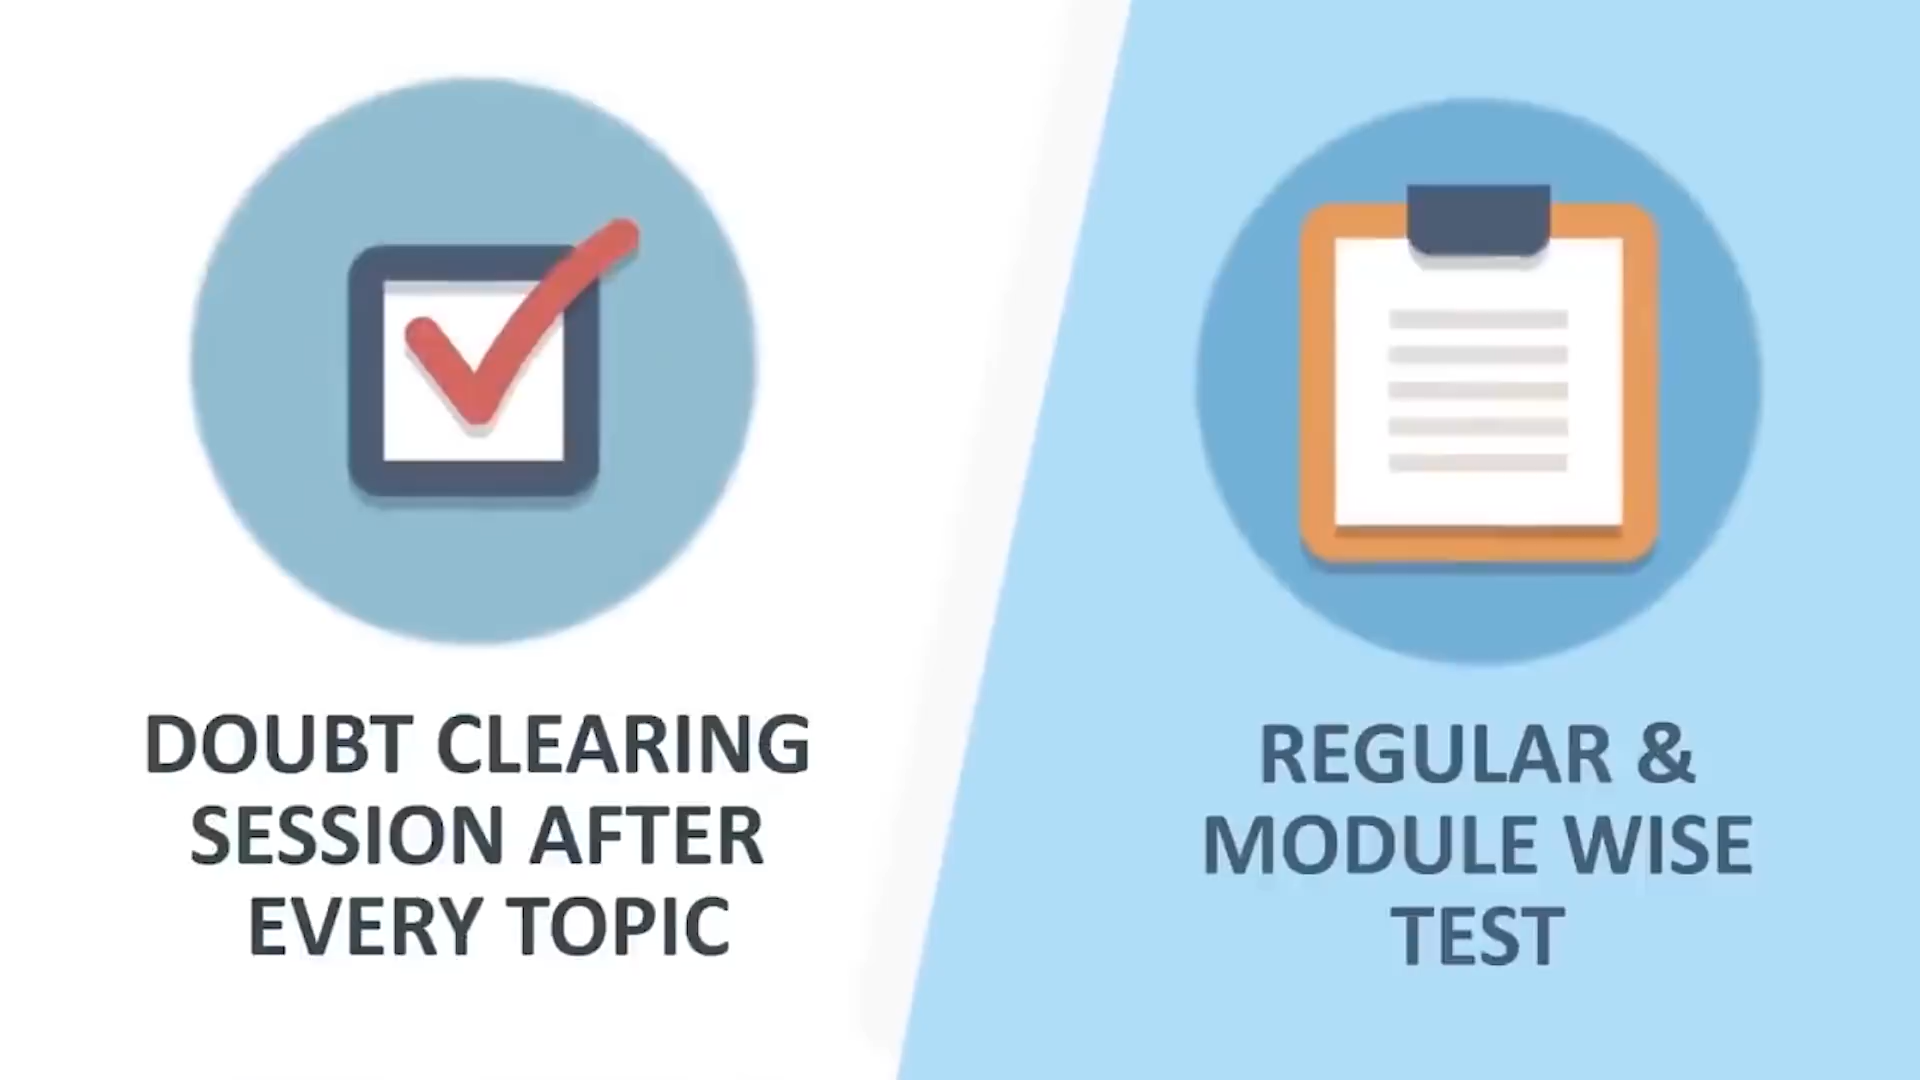 DOUBT CLEARING
SESSION AFTER
EVERY TOPIC
REGULAR &
MODULE WISE
TEST